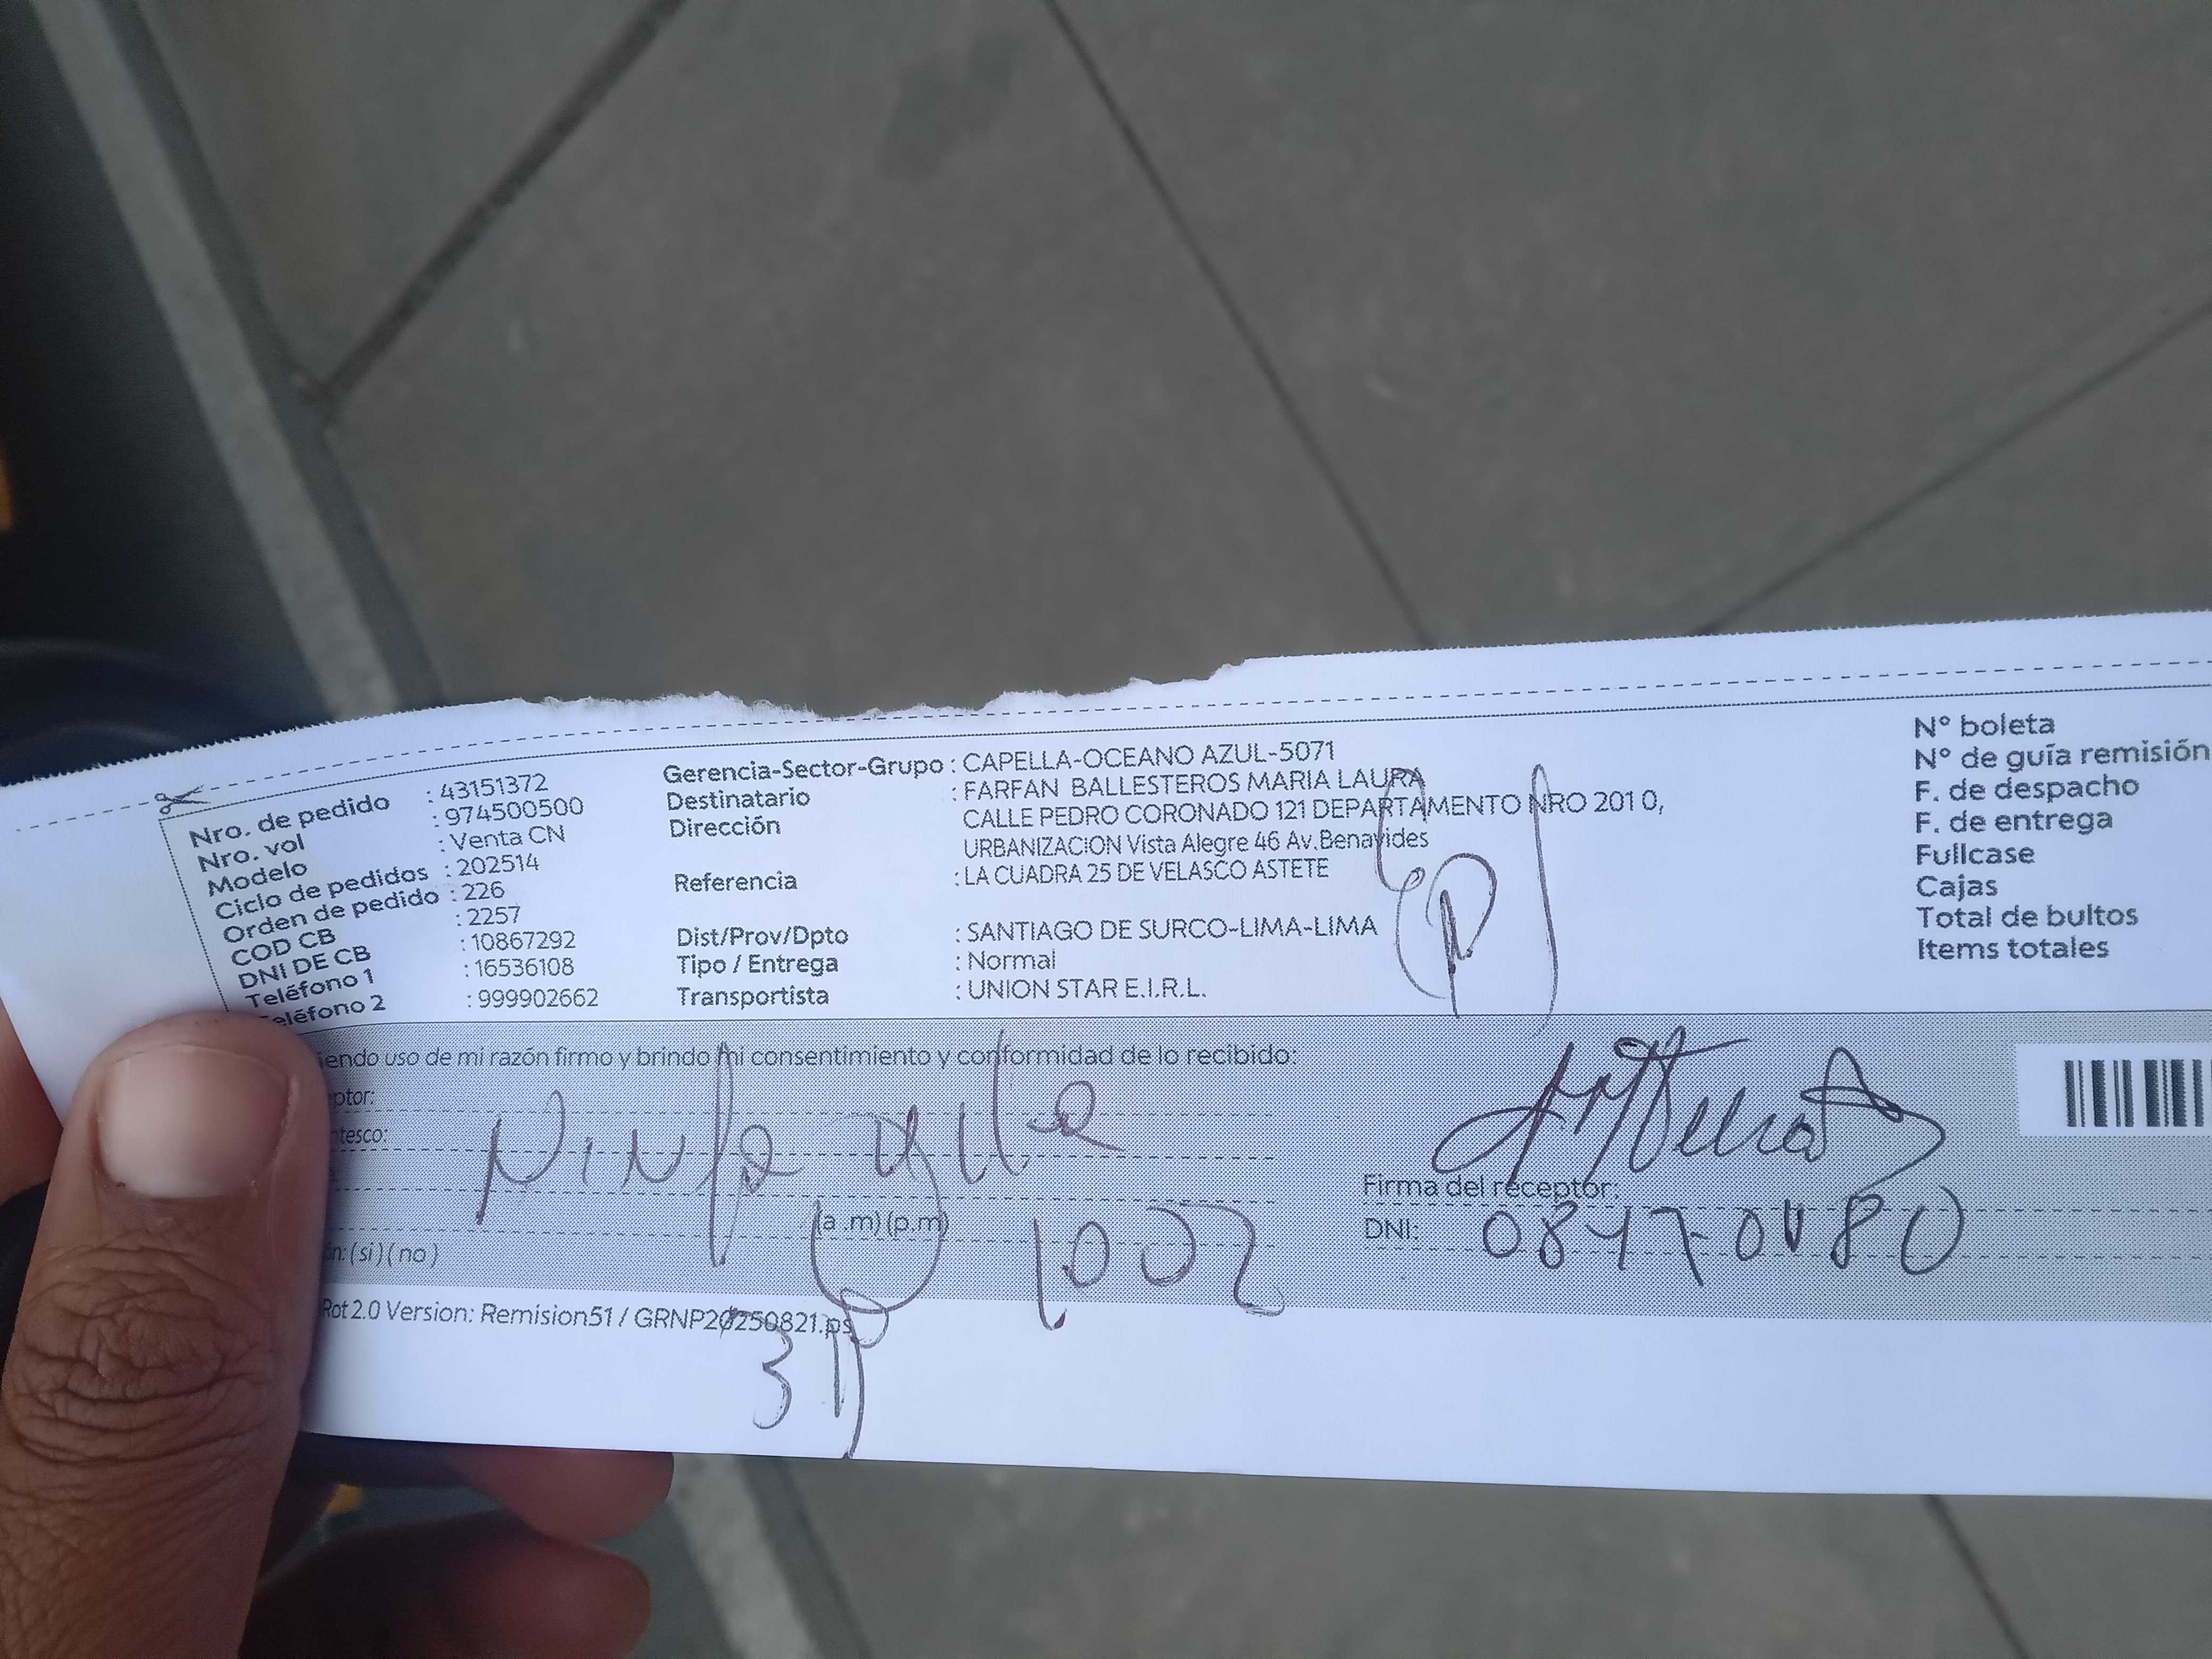 Nro. de pedido : 43151372
Nro. vol : 974500500
Modelo : Venta CN
Ciclo de pedidos : 202514
Orden de pedido : 226
COD CB : 2257
DNI DE CB : 10867292
Teléfono 1 : 16536108
eléfono 2 : 999902662
Gerencia-Sector-Grupo : CAPELLA-OCEANO AZUL-5071
Destinatario : FARFAN BALLESTEROS MARIA LAURA
Dirección CALLE PEDRO CORONADO 121 DEPARTAMENTO NRO 201 0,
URBANIZACION Vista Alegre 46 Av.Benavides
Referencia : LA CUADRA 25 DE VELASCO ASTETE
Dist/Prov/Dpto : SANTIAGO DE SURCO-LIMA-LIMA
Tipo / Entrega : Normal
Transportista : UNION STAR E.I.R.L.
N° boleta
N° de guía remisión
F. de despacho
F. de entrega
Fullcase
Cajas
Total de bultos
Items totales
iendo uso de mi razón firmo y brindo mi consentimiento y conformidad de lo recibido:
ptor:
ntesco:
Ninfa
(a .m) (p.m)
1002
n: ( si ) ( no )
Firma del receptor:
DNI:
Rot 2.0 Version: Remision51 / GRNP20250821.ps